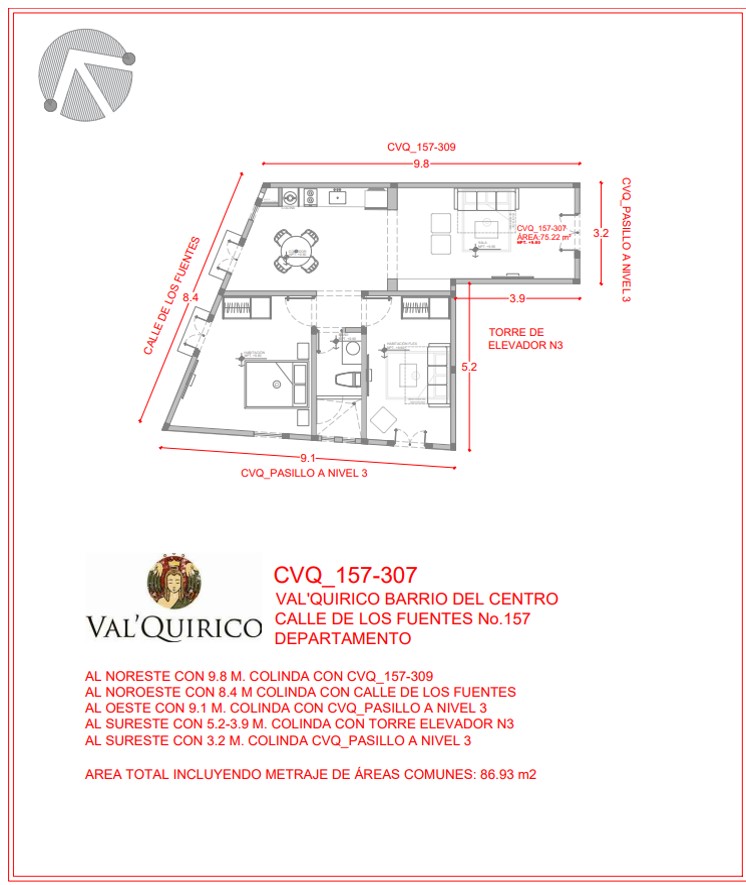 CVQ_157-309
9.8
CVQ_PASILLO A NIVEL 3
3.2
CVQ_157-307
ÁREA:75.22 m²
CALLE DE LOS FUENTES
8.4
3.9
TORRE DE
ELEVADOR N3
5.2
9.1
CVQ_PASILLO A NIVEL 3
VAL'QUIRICO
CVQ_157-307
VAL'QUIRICO BARRIO DEL CENTRO
CALLE DE LOS FUENTES No.157
DEPARTAMENTO
AL NORESTE CON 9.8 M. COLINDA CON CVQ_157-309
AL NOROESTE CON 8.4 M COLINDA CON CALLE DE LOS FUENTES
AL OESTE CON 9.1 M. COLINDA CON CVQ_PASILLO A NIVEL 3
AL SURESTE CON 5.2-3.9 M. COLINDA CON TORRE ELEVADOR N3
AL SURESTE CON 3.2 M. COLINDA CVQ_PASILLO A NIVEL 3
AREA TOTAL INCLUYENDO METRAJE DE ÁREAS COMUNES: 86.93 m2